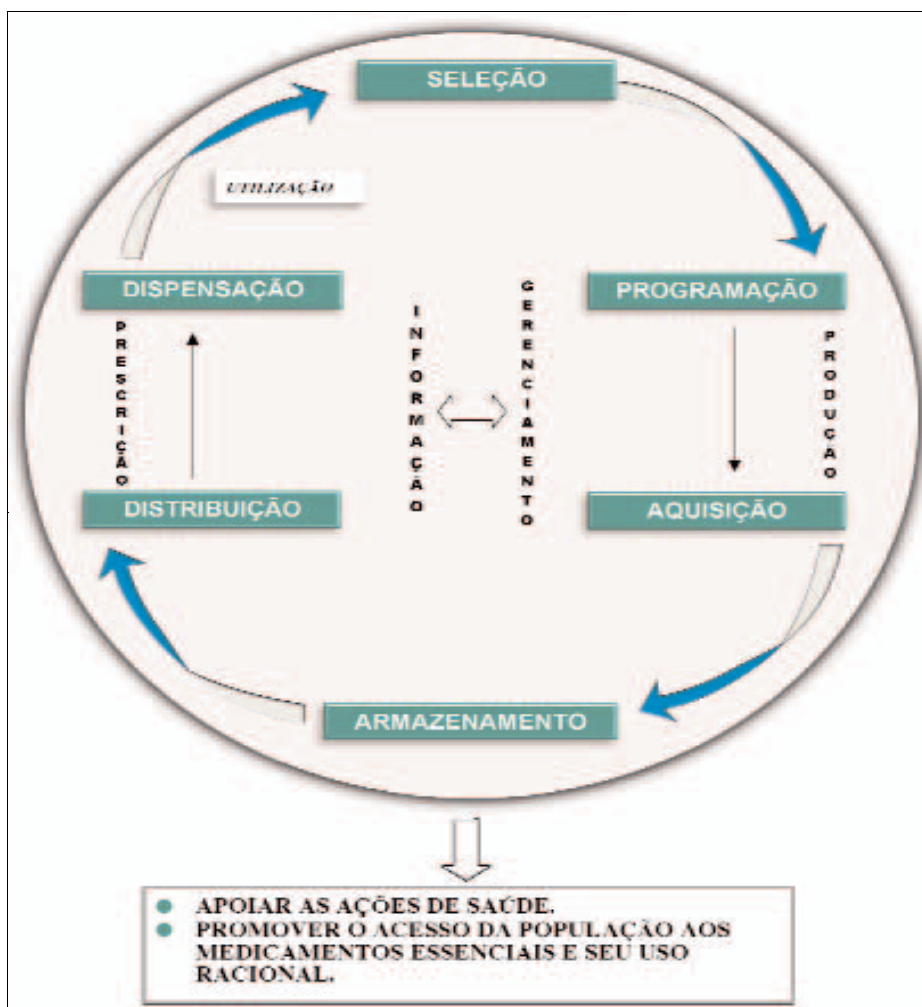 SELEÇÃO
UTILIZAÇÃO
DISPENSAÇÃO
PROGRAMAÇÃO
PRESCRIÇÃO
INFORMAÇÃO
GERENCIAMENTO
PRODUÇÃO
DISTRIBUIÇÃO
AQUISIÇÃO
ARMAZENAMENTO
APOIAR AS AÇÕES DE SAÚDE.
PROMOVER O ACESSO DA POPULAÇÃO AOS
MEDICAMENTOS ESSENCIAIS E SEU USO
RACIONAL.